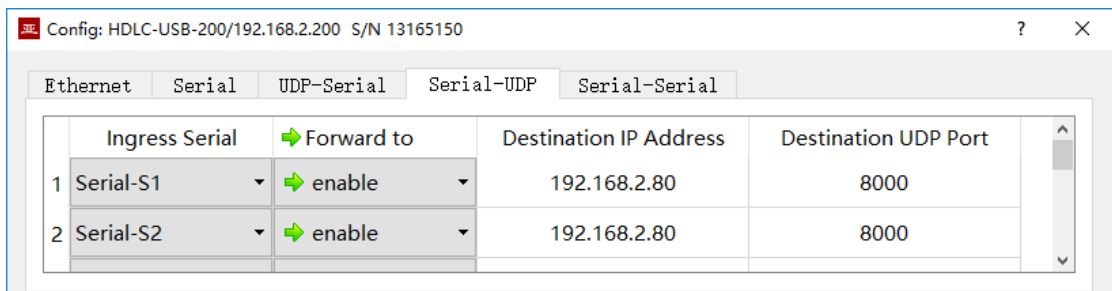 亚 Config: HDLC-USB-200/192.168.2.200 S/N 13165150 ?
Ethernet Serial UDP-Serial Serial-UDP Serial-Serial
Ingress Serial Forward to Destination IP Address Destination UDP Port
1 Serial-S1 enable 192.168.2.80 8000
2 Serial-S2 enable 192.168.2.80 8000